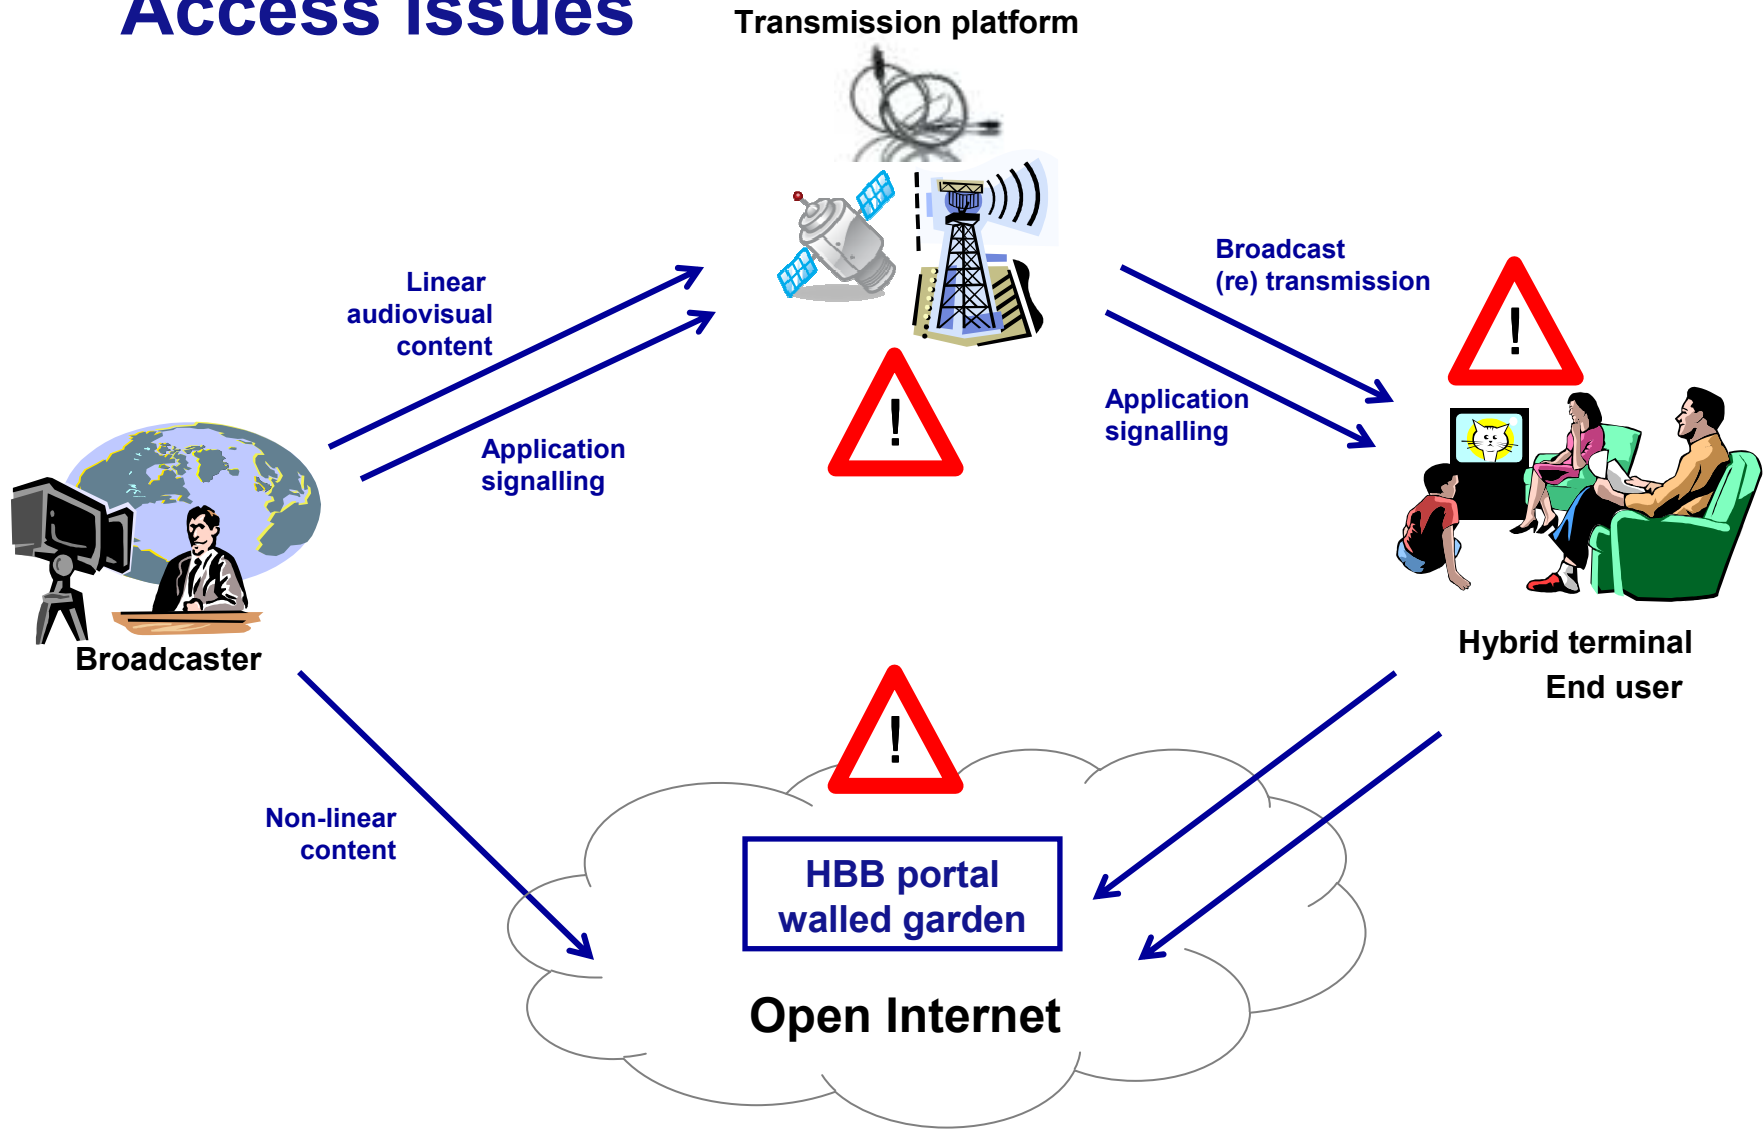 Access issues
Transmission platform
Linear
audiovisual
content
Application
signalling
Broadcast
(re) transmission
Application
signalling
!
!
Broadcaster
Hybrid terminal
End user
!
Non-linear
content
HBB portal
walled garden
Open Internet